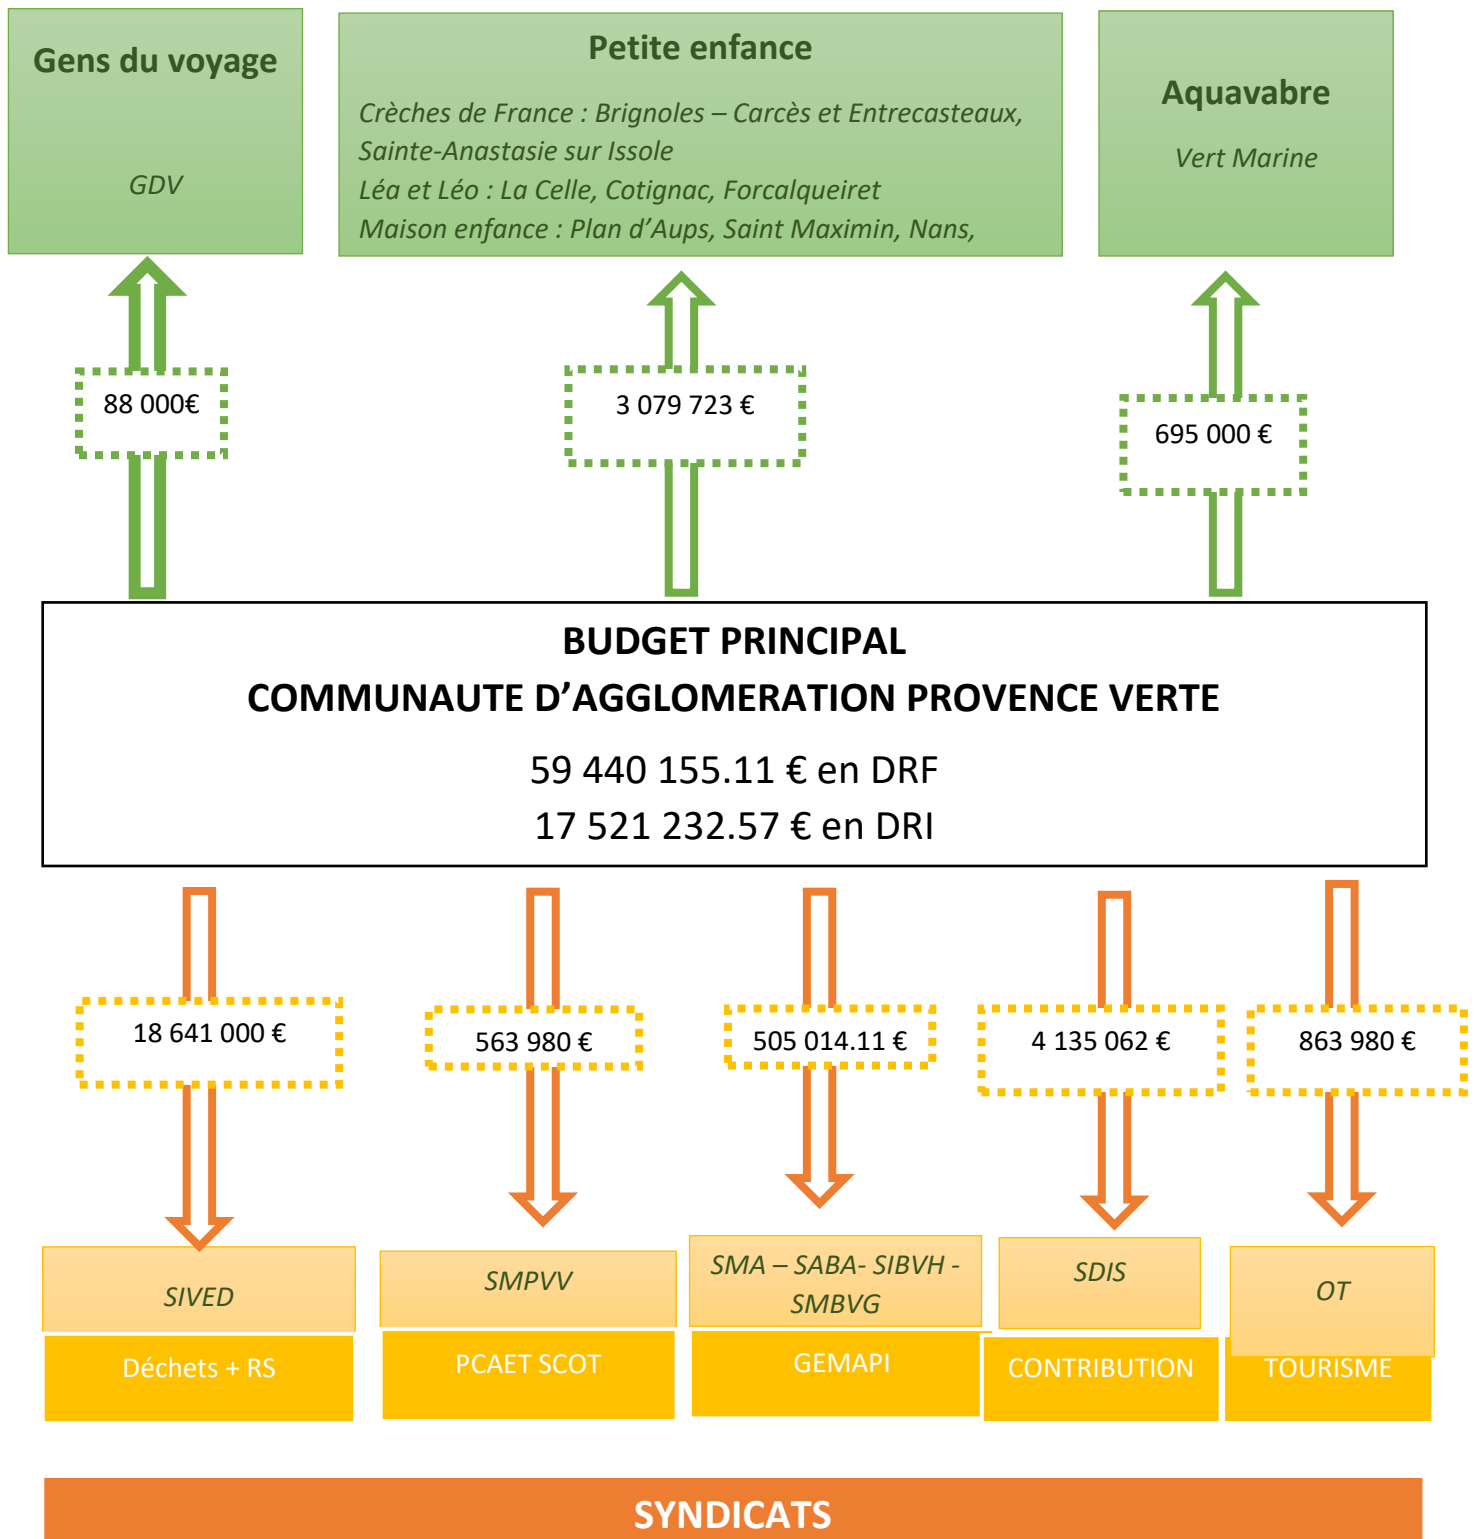 Gens du voyage
GDV
Petite enfance
Crèches de France : Brignoles – Carcès et Entrecasteaux,
Sainte-Anastasie sur Issole
Léa et Léo : La Celle, Cotignac, Forcalqueiret
Maison enfance : Plan d’Aups, Saint Maximin, Nans,
Aquavabre
Vert Marine
88 000€
3 079 723 €
695 000 €
BUDGET PRINCIPAL
COMMUNAUTE D’AGGLOMERATION PROVENCE VERTE
59 440 155.11 € en DRF
17 521 232.57 € en DRI
18 641 000 €
563 980 €
505 014.11 €
4 135 062 €
863 980 €
SIVED
Déchets + RS
SMPVV
PCAET SCOT
SMA – SABA- SIBVH -
SMBVG
GEMAPI
SDIS
CONTRIBUTION
OT
TOURISME
SYNDICATS